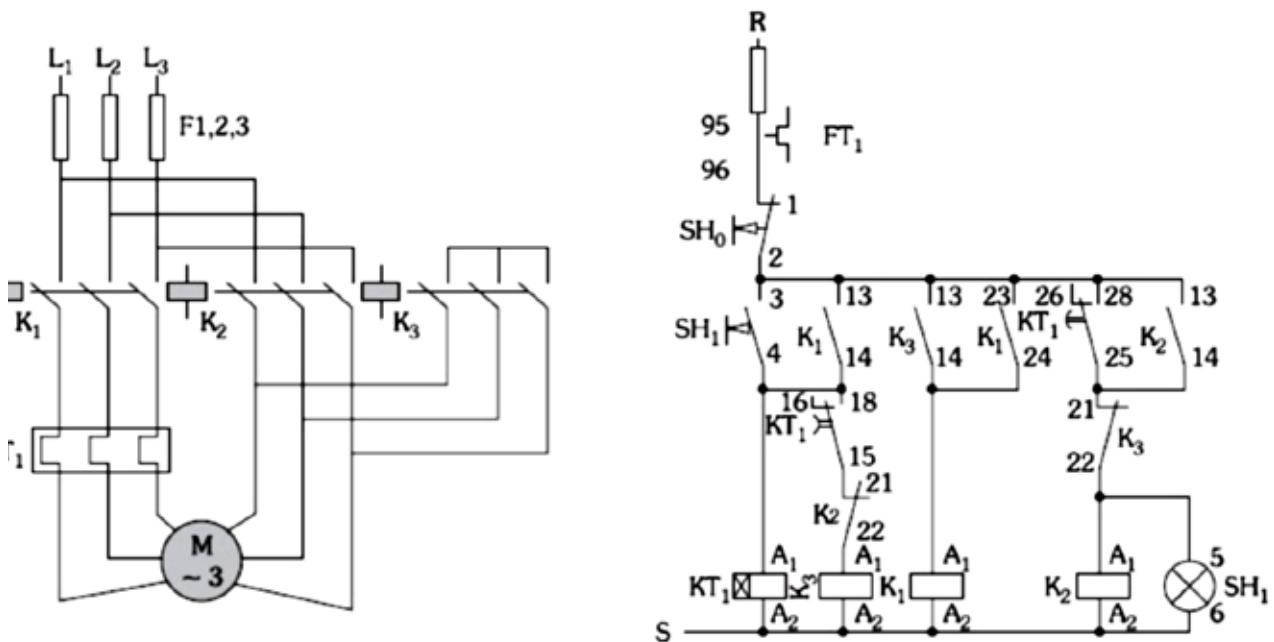 L1 L2 L3
F1,2,3
K1
K2
K3
T1
M
~ 3
R
95
FT1
96
1
SH0
2
3 13 13 23 26 28 13
SH1 K1 K3 K1 KT1 K2
4 14 14 24 25 14
16 18
KT1
15
21
K2
22
21
K3
22
A1 A1 A1 A1 5
KT1 K3 K1 K2 SH1
A2 A2 A2 A2 6
S